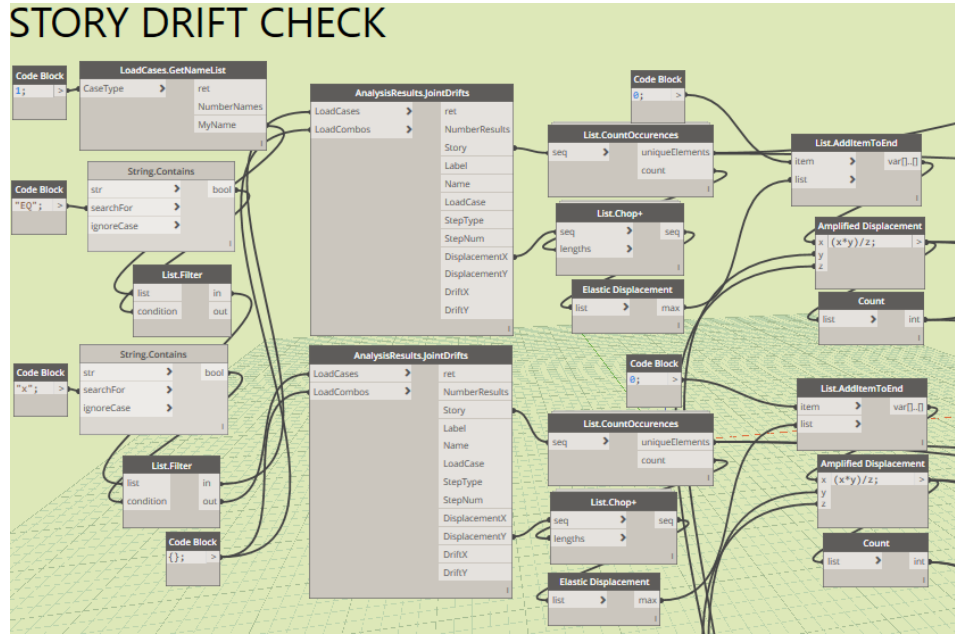 STORY DRIFT CHECK
Code Block
1; >
LoadCases.GetNameList
CaseType > ret
NumberNames
MyName
Code Block
"EQ"; >
String.Contains
str > bool
searchFor >
ignoreCase >
List.Filter
list > in
condition > out
Code Block
"x"; >
String.Contains
str > bool
searchFor >
ignoreCase >
List.Filter
list > in
condition > out
Code Block
{}; >
AnalysisResults.JointDrifts
LoadCases > ret
LoadCombos > NumberResults
Story
Label
Name
LoadCase
StepType
StepNum
DisplacementX
DisplacementY
DriftX
DriftY
AnalysisResults.JointDrifts
LoadCases > ret
LoadCombos > NumberResults
Story
Label
Name
LoadCase
StepType
StepNum
DisplacementX
DisplacementY
DriftX
DriftY
Code Block
0; >
List.CountOccurences
seq > uniqueElements
count
List.Chop+
seq > seq
lengths >
Elastic Displacement
list > max
Code Block
0; >
List.CountOccurences
seq > uniqueElements
count
List.Chop+
seq > seq
lengths >
Elastic Displacement
list > max
List.AddItemToEnd
item > var[]..[]
list >
Amplified Displacement
x (x*y)/z; >
y
z
Count
list > int
List.AddItemToEnd
item > var[]..[]
list >
Amplified Displacement
x (x*y)/z; >
y
z
Count
list > int